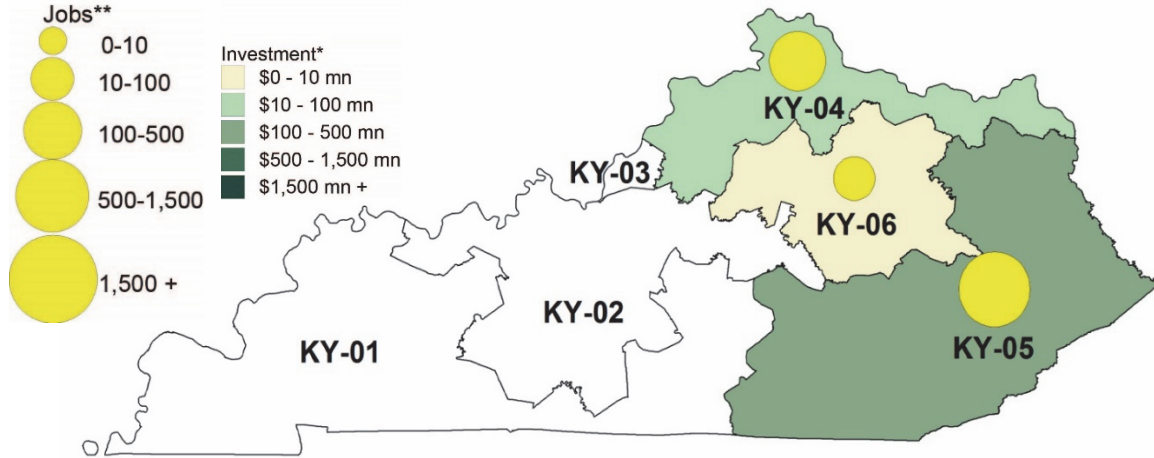 Jobs**
0-10
10-100
100-500
500-1,500
1,500 +
Investment*
$0 - 10 mn
$10 - 100 mn
$100 - 500 mn
$500 - 1,500 mn
$1,500 mn +
KY-04
KY-03
KY-06
KY-02
KY-01
KY-05